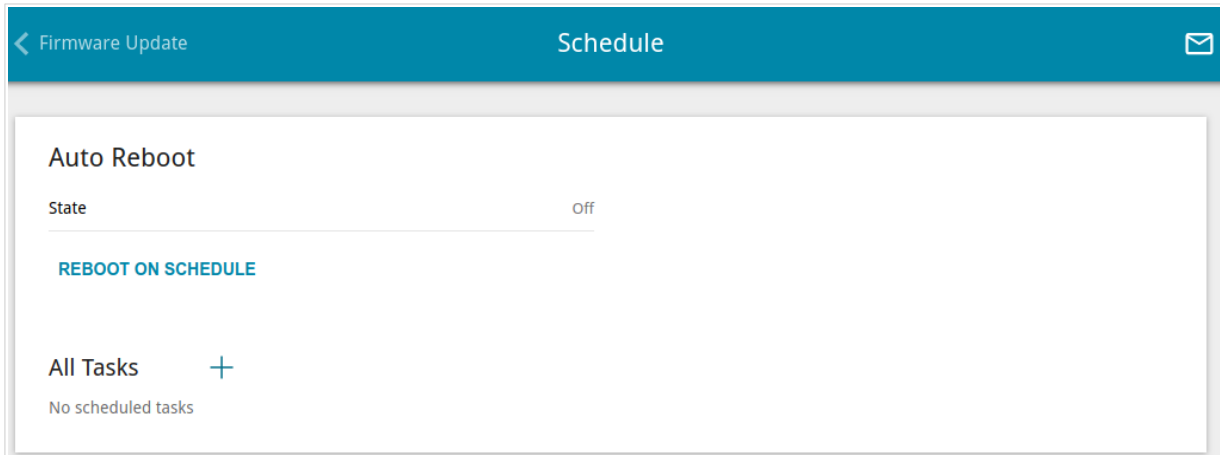 Firmware Update
Schedule
Auto Reboot
State Off
REBOOT ON SCHEDULE
All Tasks
No scheduled tasks